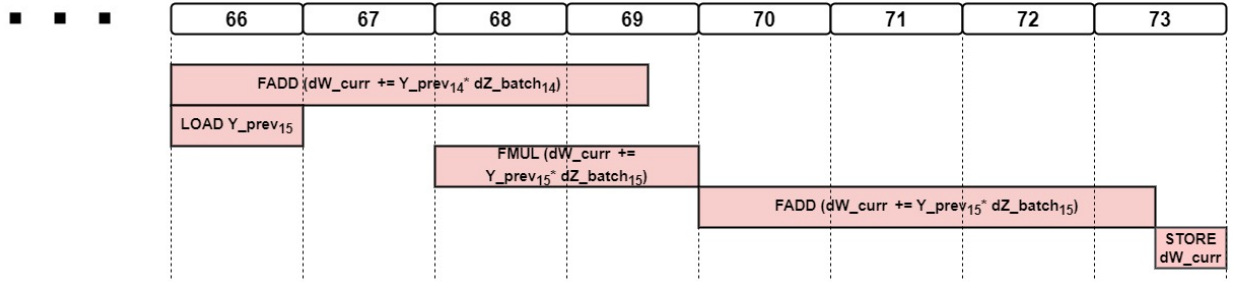 66 67 68 69 70 71 72 73
FADD (dW_curr += Y_prev₁₄* dZ_batch₁₄)
LOAD Y_prev₁₅
FMUL (dW_curr +=
Y_prev₁₅* dZ_batch₁₅)
FADD (dW_curr += Y_prev₁₅* dZ_batch₁₅)
STORE
dW_curr